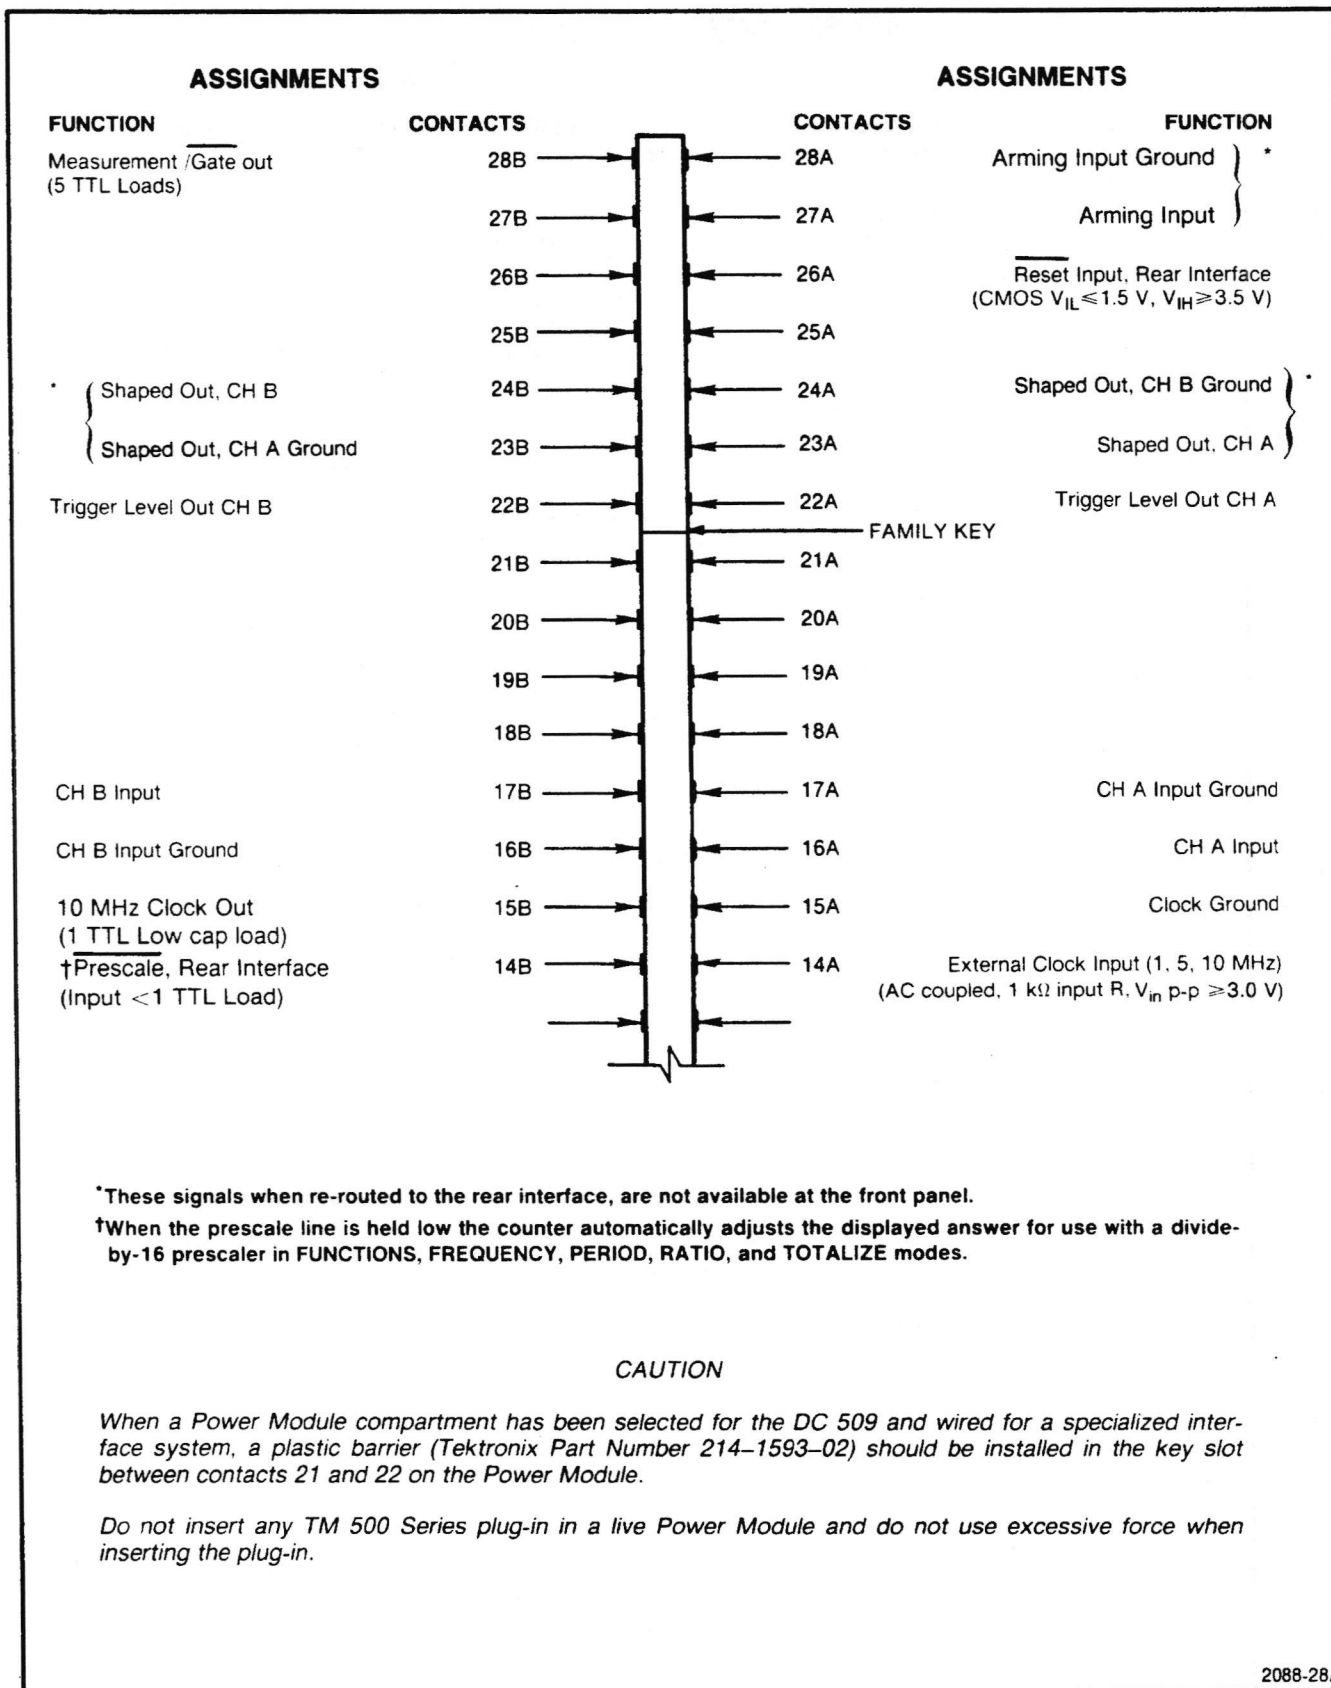 ASSIGNMENTS ASSIGNMENTS
FUNCTION CONTACTS CONTACTS FUNCTION
Measurement /Gate out 28B 28A Arming Input Ground *
(5 TTL Loads)
27B 27A Arming Input
26B 26A Reset Input, Rear Interface
(CMOS VIL≤1.5 V, VIH≥3.5 V)
25B 25A
* Shaped Out, CH B 24B 24A Shaped Out, CH B Ground *
Shaped Out, CH A Ground 23B 23A Shaped Out, CH A
Trigger Level Out CH B 22B 22A Trigger Level Out CH A
FAMILY KEY
21B 21A
20B 20A
19B 19A
18B 18A
CH B Input 17B 17A CH A Input Ground
CH B Input Ground 16B 16A CH A Input
10 MHz Clock Out 15B 15A Clock Ground
(1 TTL Low cap load)
†Prescale, Rear Interface 14B 14A External Clock Input (1, 5, 10 MHz)
(Input <1 TTL Load) (AC coupled, 1 kΩ input R, Vin p-p ≥3.0 V)
*These signals when re-routed to the rear interface, are not available at the front panel.
†When the prescale line is held low the counter automatically adjusts the displayed answer for use with a divide-
by-16 prescaler in FUNCTIONS, FREQUENCY, PERIOD, RATIO, and TOTALIZE modes.
CAUTION
When a Power Module compartment has been selected for the DC 509 and wired for a specialized inter-
face system, a plastic barrier (Tektronix Part Number 214–1593–02) should be installed in the key slot
between contacts 21 and 22 on the Power Module.
Do not insert any TM 500 Series plug-in in a live Power Module and do not use excessive force when
inserting the plug-in.
2088-28